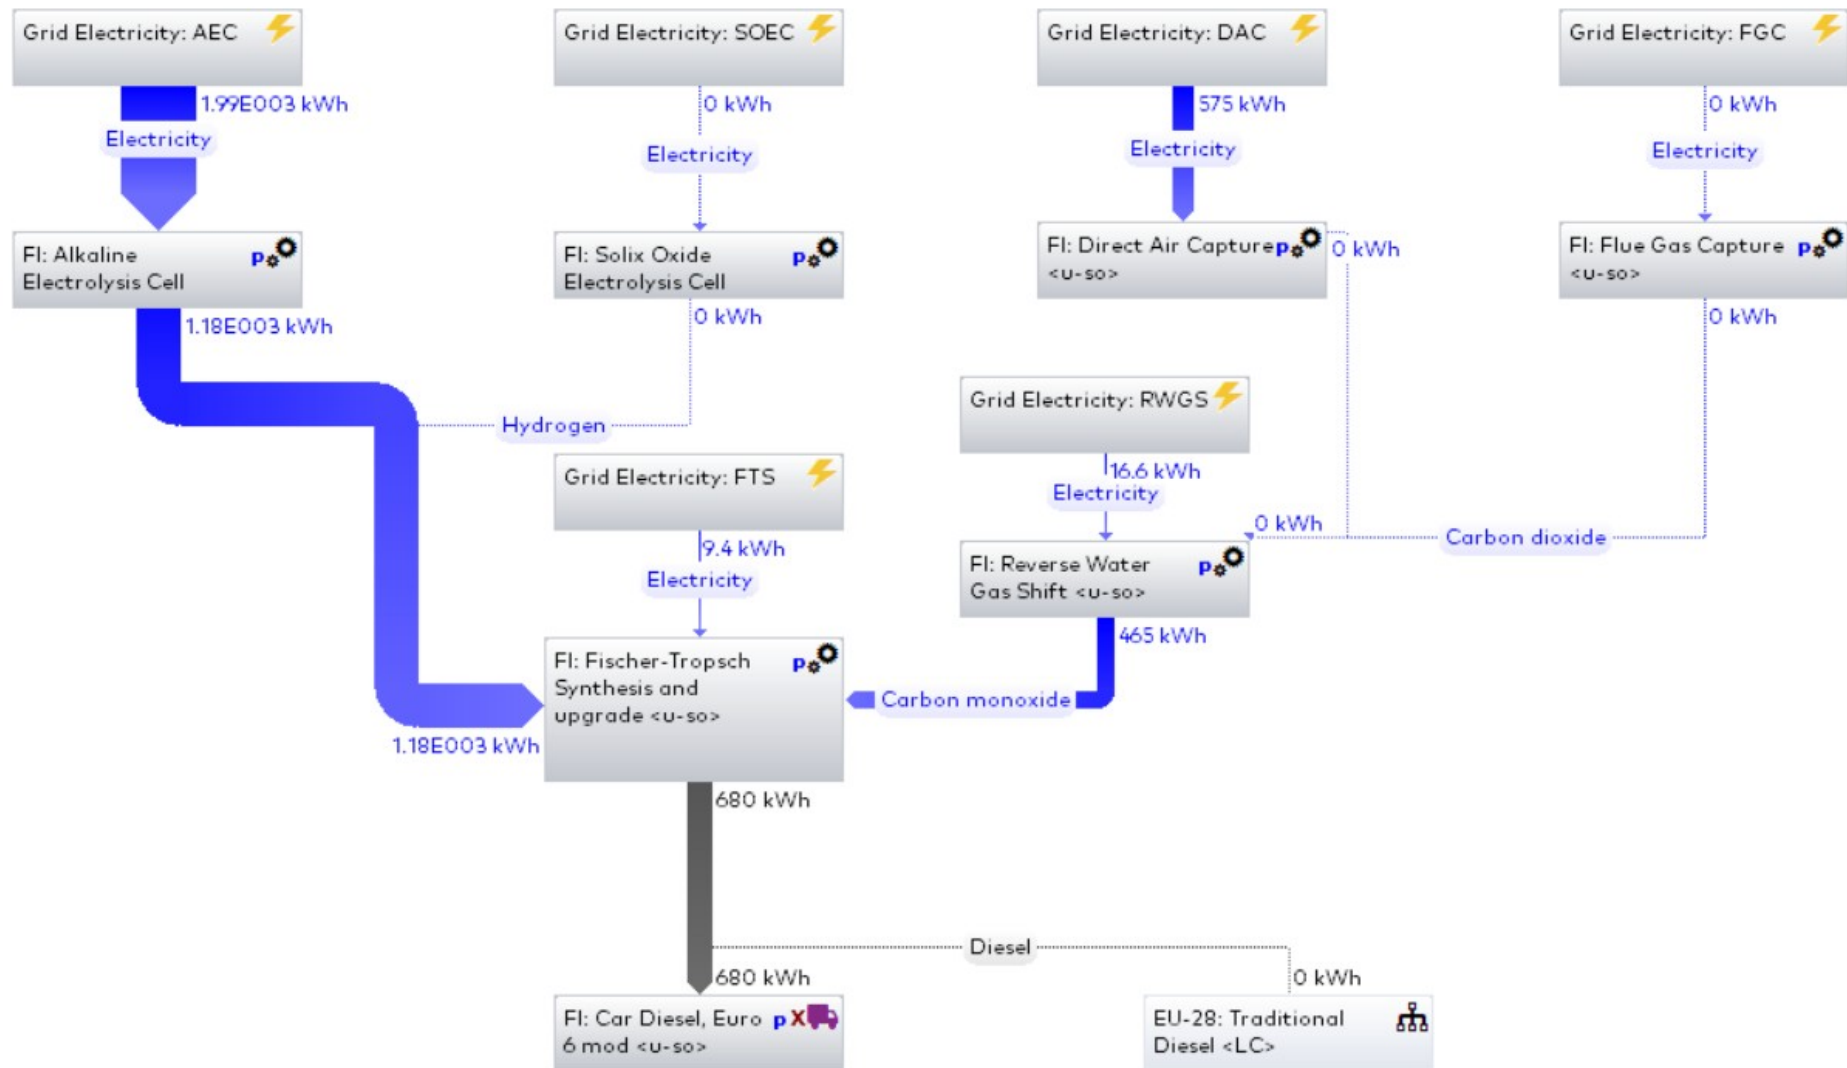 Grid Electricity: AEC
Grid Electricity: SOEC
Grid Electricity: DAC
Grid Electricity: FGC
1.99E003 kWh
0 kWh
575 kWh
0 kWh
Electricity
Electricity
Electricity
Electricity
FI: Alkaline
Electrolysis Cell
p
FI: Solix Oxide
Electrolysis Cell
p
FI: Direct Air Capture
<u-so>
p
0 kWh
FI: Flue Gas Capture
<u-so>
p
1.18E003 kWh
0 kWh
0 kWh
Grid Electricity: RWGS
Hydrogen
16.6 kWh
Electricity
Grid Electricity: FTS
9.4 kWh
Electricity
0 kWh
Carbon dioxide
FI: Reverse Water
Gas Shift <u-so>
p
465 kWh
FI: Fischer-Tropsch
Synthesis and
upgrade <u-so>
p
Carbon monoxide
1.18E003 kWh
680 kWh
Diesel
680 kWh
0 kWh
FI: Car Diesel, Euro
6 mod <u-so>
p X
EU-28: Traditional
Diesel <LC>